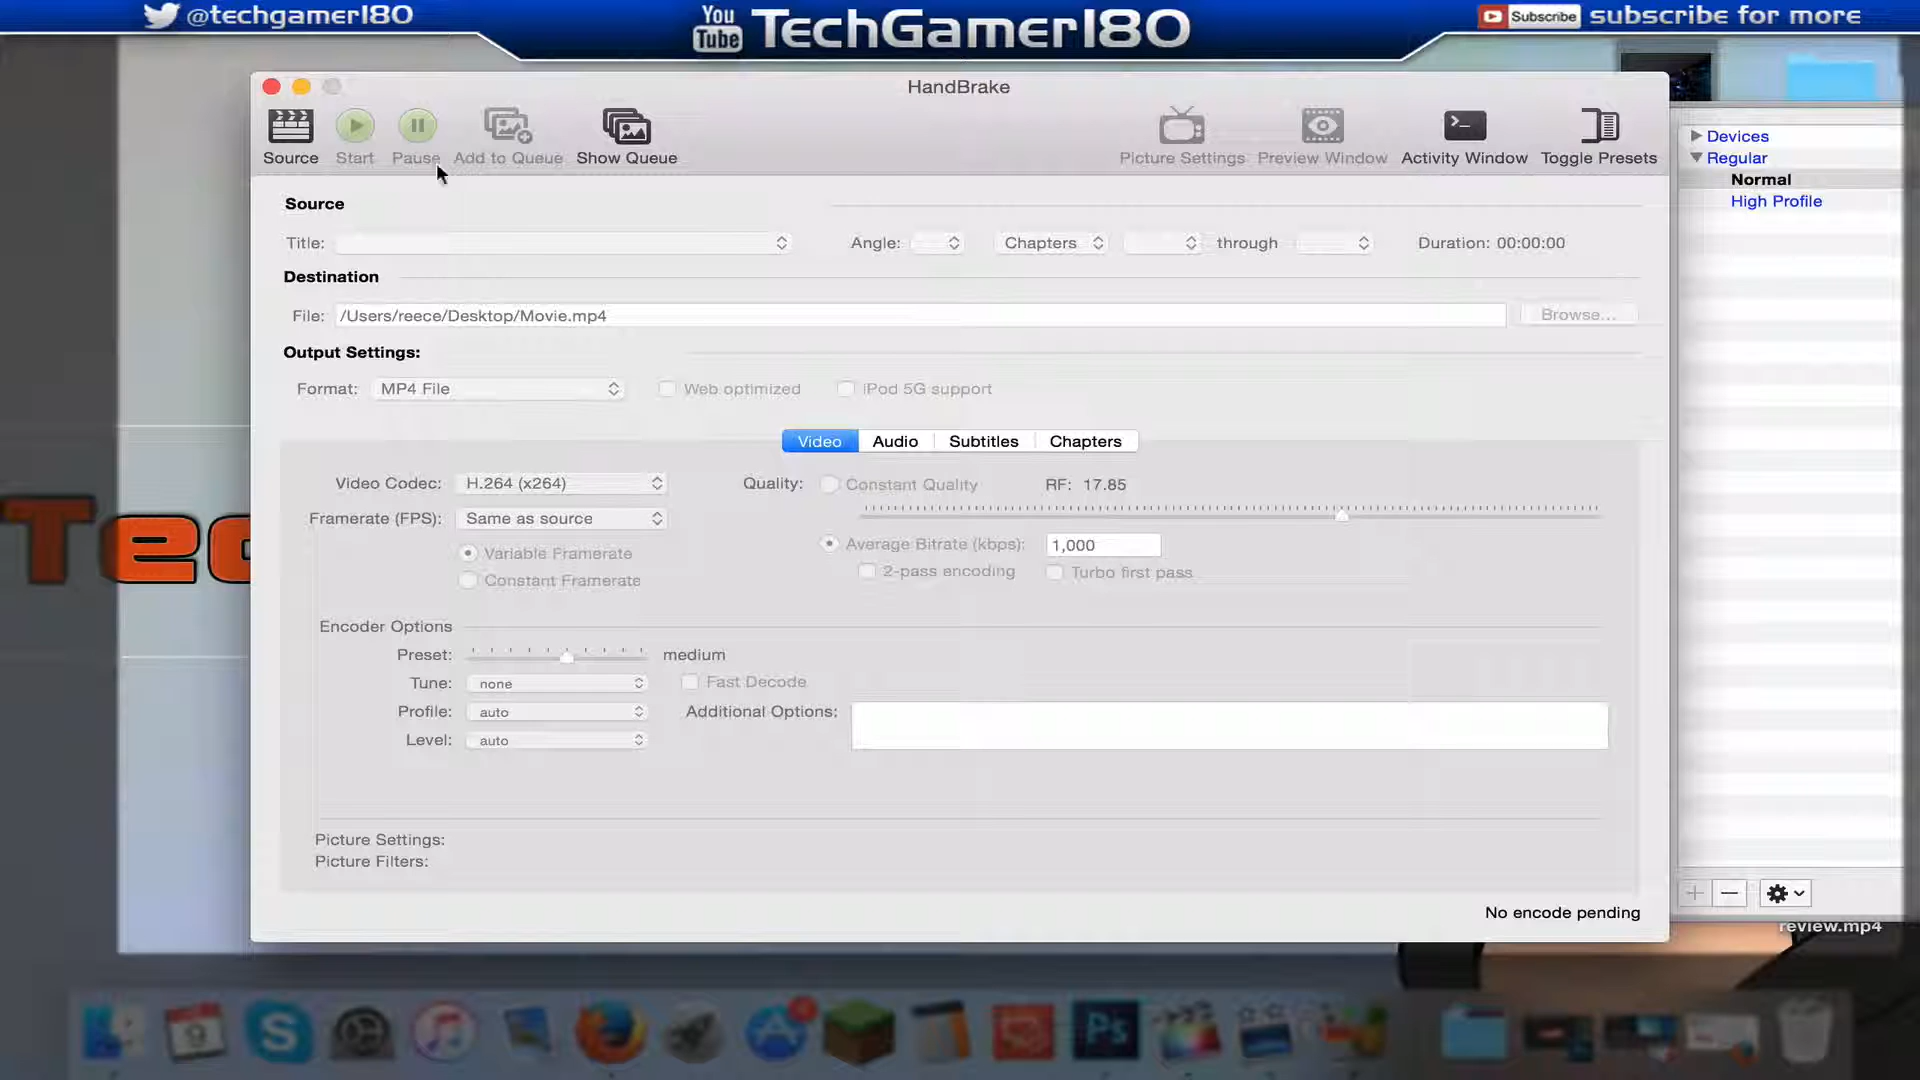 @techgamer180
You Tube TechGamer180
Subscribe subscribe for more
HandBrake
Source Start Pause Add to Queue Show Queue
Picture Settings Preview Window Activity Window Toggle Presets
Source
Title: Angle: Chapters through Duration: 00:00:00
Destination
File: /Users/reece/Desktop/Movie.mp4 Browse...
Output Settings:
Format: MP4 File Web optimized iPod 5G support
Video Audio Subtitles Chapters
Video Codec: H.264 (x264) Quality: Constant Quality RF: 17.85
Framerate (FPS): Same as source
Variable Framerate Average Bitrate (kbps): 1,000
Constant Framerate 2-pass encoding Turbo first pass
Encoder Options
Preset: medium
Tune: none Fast Decode
Profile: auto Additional Options:
Level: auto
Picture Settings:
Picture Filters:
No encode pending
Devices
Regular
Normal
High Profile
review.mp4
Tec
9
Ps